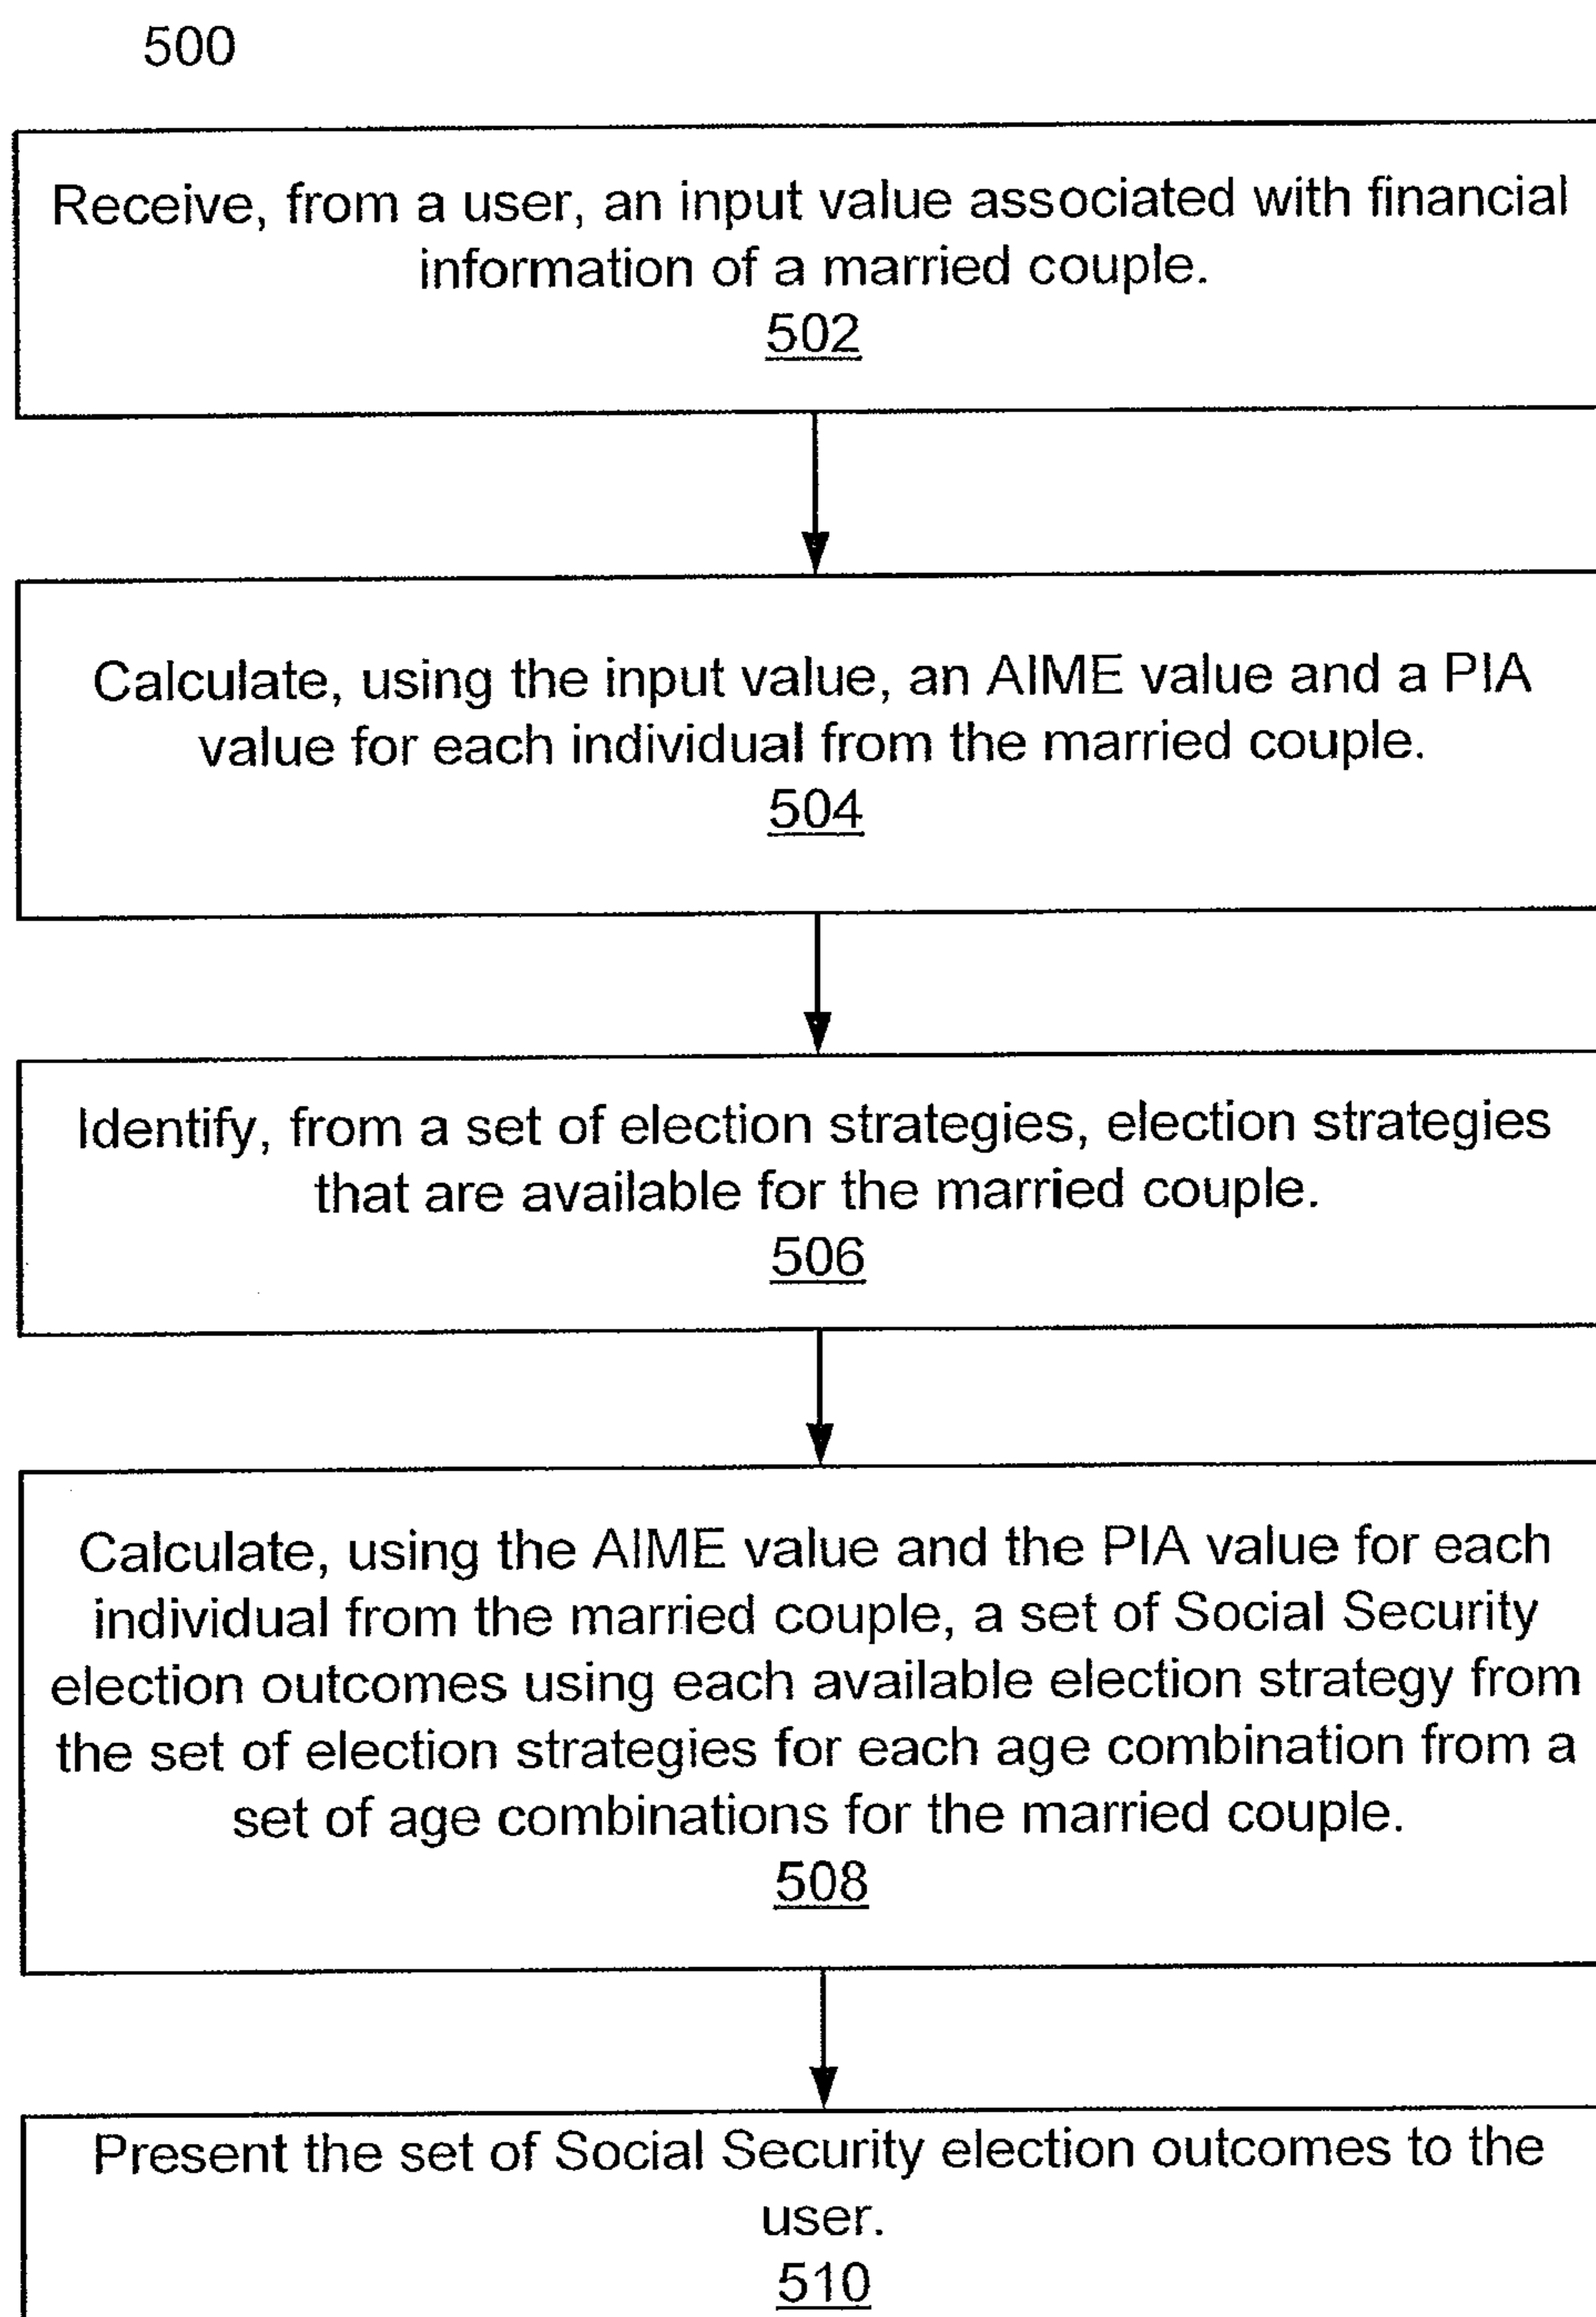 500
Receive, from a user, an input value associated with financial
information of a married couple.
502
Calculate, using the input value, an AIME value and a PIA
value for each individual from the married couple.
504
Identify, from a set of election strategies, election strategies
that are available for the married couple.
506
Calculate, using the AIME value and the PIA value for each
individual from the married couple, a set of Social Security
election outcomes using each available election strategy from
the set of election strategies for each age combination from a
set of age combinations for the married couple.
508
Present the set of Social Security election outcomes to the
user.
510